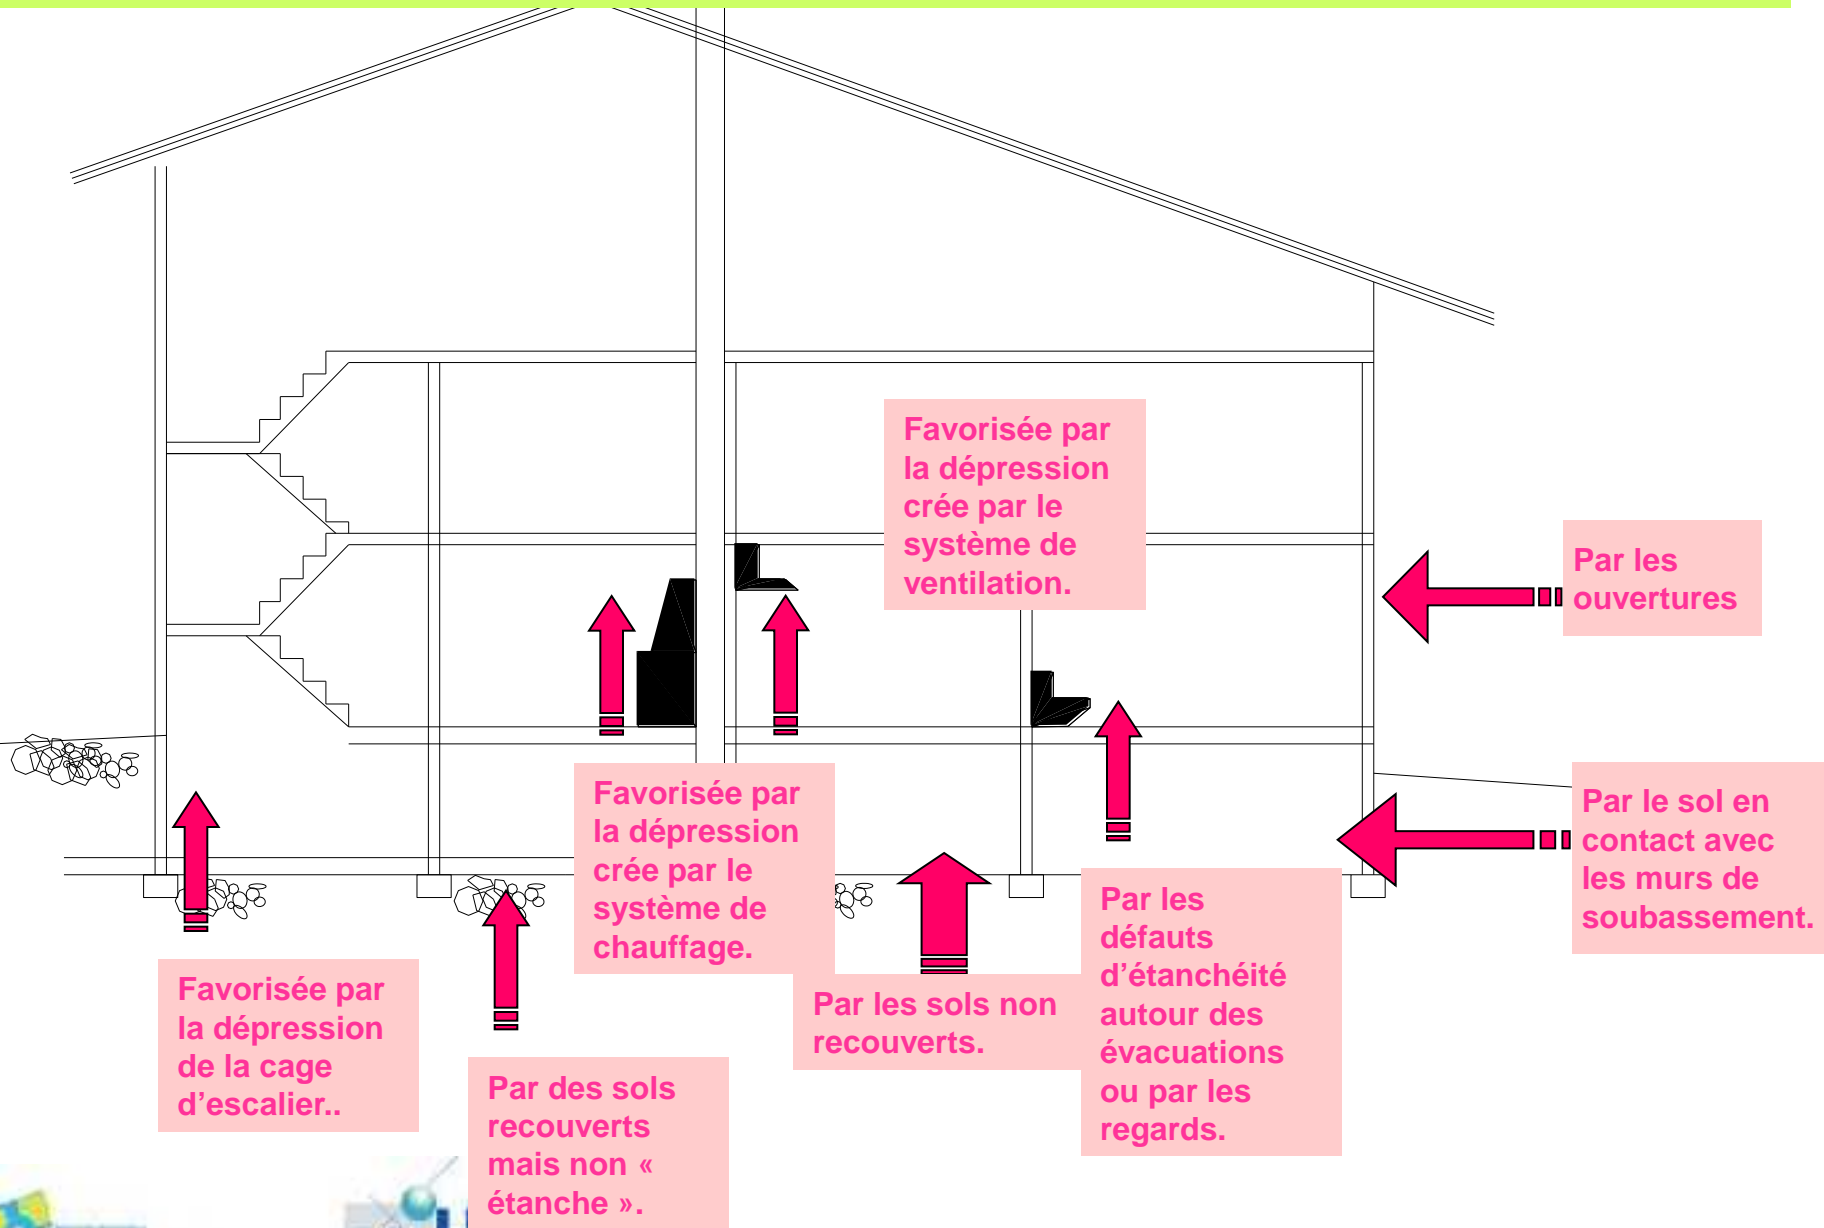 Favorisée par
la dépression
crée par le
système de
ventilation.
Par les
ouvertures
Favorisée par
la dépression
crée par le
système de
chauffage.
Par le sol en
contact avec
les murs de
soubassement.
Par les
défauts
d’étanchéité
autour des
évacuations
ou par les
regards.
Favorisée par
la dépression
de la cage
d’escalier..
Par les sols non
recouverts.
Par des sols
recouverts
mais non «
étanche ».